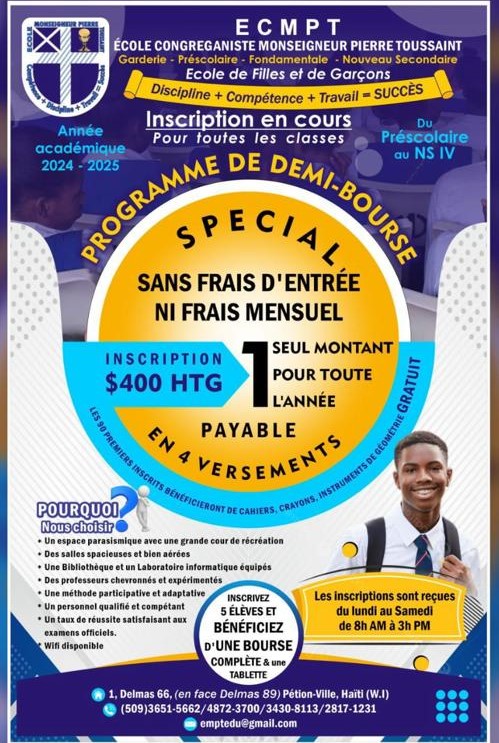 MONSEIGNEUR PIERRE
ECOLE
TOUSSAINT
Compétence + Discipline + Travail = Succès
ECMPT
ÉCOLE CONGREGANISTE MONSEIGNEUR PIERRE TOUSSAINT
Garderie - Préscolaire - Fondamentale - Nouveau Secondaire
Ecole de Filles et de Garçons
Discipline + Compétence + Travail = SUCCÈS
Inscription en cours
Pour toutes les classes
Année
académique
2024 - 2025
Du
Préscolaire
au NS IV
PROGRAMME DE DEMI-BOURSE
SPECIAL
SANS FRAIS D'ENTRÉE
NI FRAIS MENSUEL
INSCRIPTION
$400 HTG
1
SEUL MONTANT
POUR TOUTE
L'ANNÉE
PAYABLE
EN 4 VERSEMENTS
LES 90 PREMIERS INSCRITS BÉNÉFICIERONT DE CAHIERS, CRAYONS, INSTRUMENTS DE GÉOMÉTRIE GRATUIT
POURQUOI
Nous choisir
?
• Un espace parasismique avec une grande cour de récréation
• Des salles spacieuses et bien aérées
• Une Bibliothèque et un Laboratoire informatique équipés
• Des professeurs chevronnés et expérimentés
• Une méthode participative et adaptative
• Un personnel qualifié et compétant
• Un taux de réussite satisfaisant aux
examens officiels.
• Wifi disponible
INSCRIVEZ
5 ÉLÈVES ET
BÉNÉFICIEZ
D'UNE BOURSE
COMPLÈTE & une
TABLETTE
Les inscriptions sont reçues
du lundi au Samedi
de 8h AM à 3h PM
1, Delmas 66, (en face Delmas 89) Pétion-Ville, Haïti (W.I)
(509)3651-5662/4872-3700/3430-8113/2817-1231
emptedu@gmail.com